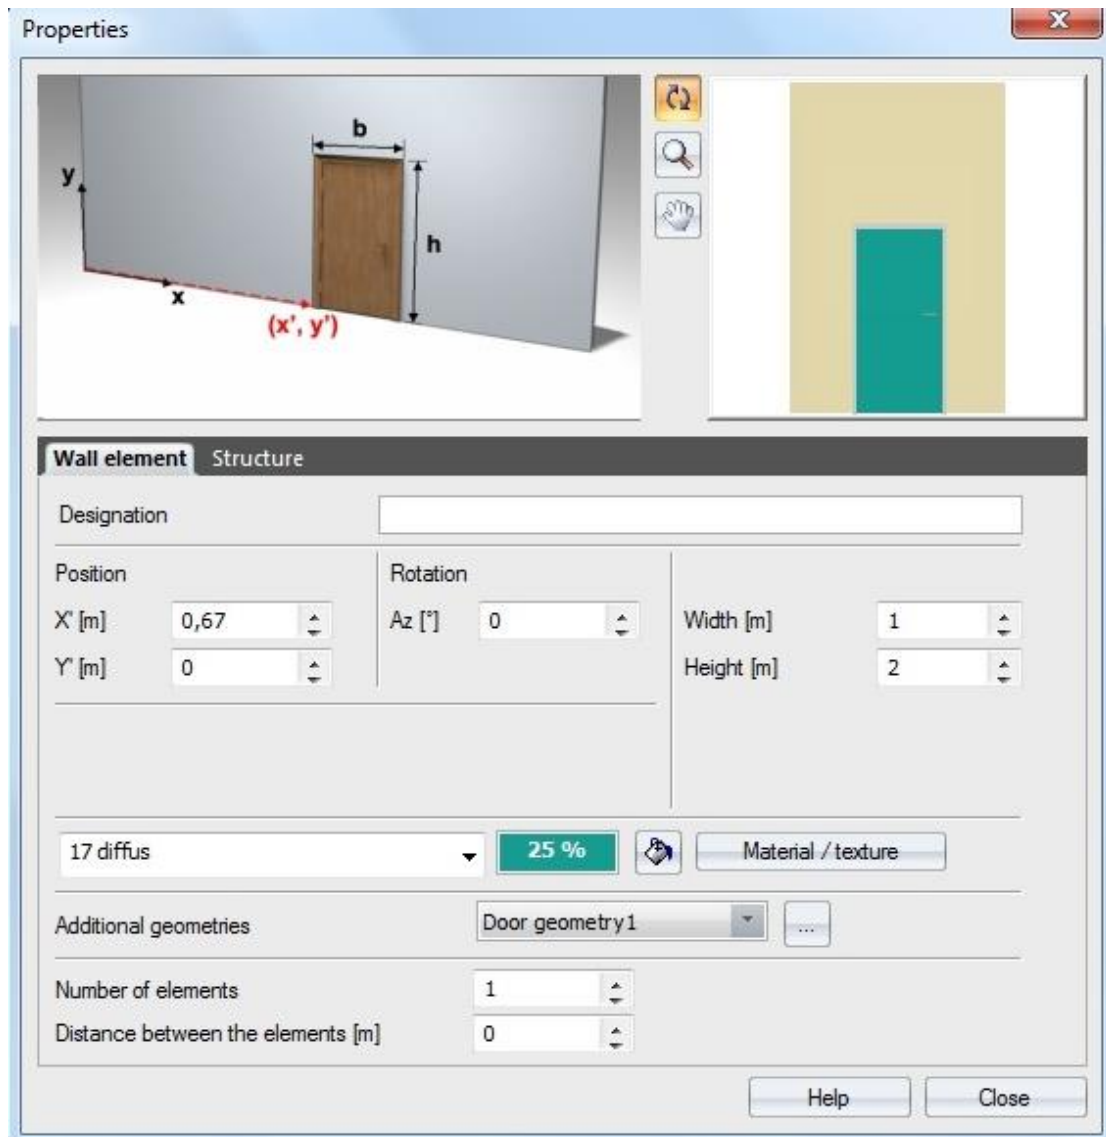 Properties
b
y
h
x
(x', y')
Wall element Structure
Designation
Position Rotation
X' [m] 0,67 Az [°] 0 Width [m] 1
Y' [m] 0 Height [m] 2
17 diffus 25 % Material / texture
Additional geometries Door geometry1 ...
Number of elements 1
Distance between the elements [m] 0
Help Close